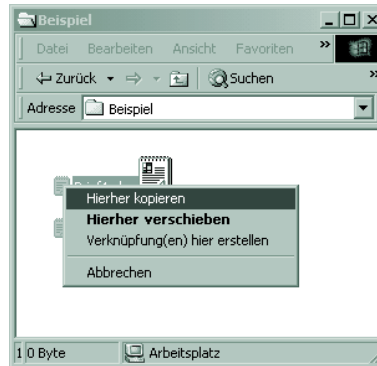 Beispiel
Datei Bearbeiten Ansicht Favoriten »
Zurück Suchen »
Adresse Beispiel
Hierher kopieren
Hierher verschieben
Verknüpfung(en) hier erstellen
Abbrechen
1 0 Byte Arbeitsplatz